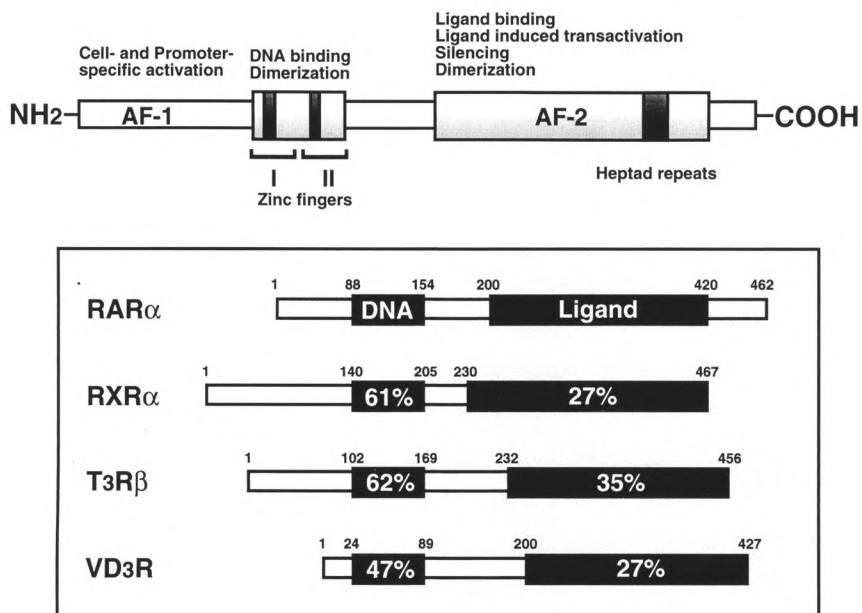 Ligand binding
Ligand induced transactivation
Silencing
Dimerization
Cell- and Promoter-
specific activation
DNA binding
Dimerization
NH2
AF-1
AF-2
COOH
I
II
Zinc fingers
Heptad repeats
1 88 154 200 420 462
RARα DNA Ligand
1 140 205 230 467
RXRα 61% 27%
1 102 169 232 456
T3Rβ 62% 35%
1 24 89 200 427
VD3R 47% 27%